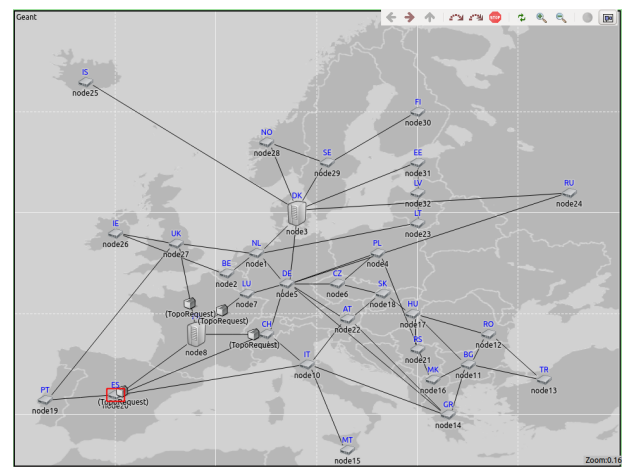 Geant
STOP
IS
node25
FI
node30
NO
node28
SE
node29
EE
node31
LV
node32
RU
node24
DK
node3
LT
node23
IE
node26
UK
node27
NL
node1
PL
node4
BE
node2
DE
node5
CZ
node6
LU
node7
SK
node18
HU
node17
(TopoRequest)
(TopoRequest)
AT
node22
CH
(TopoRequest)
node8
RO
node12
RS
node21
IT
node10
BG
node11
MK
node16
TR
node13
PT
node19
ES
(TopoRequest)
node20
GR
node14
MT
node15
Zoom:0.16